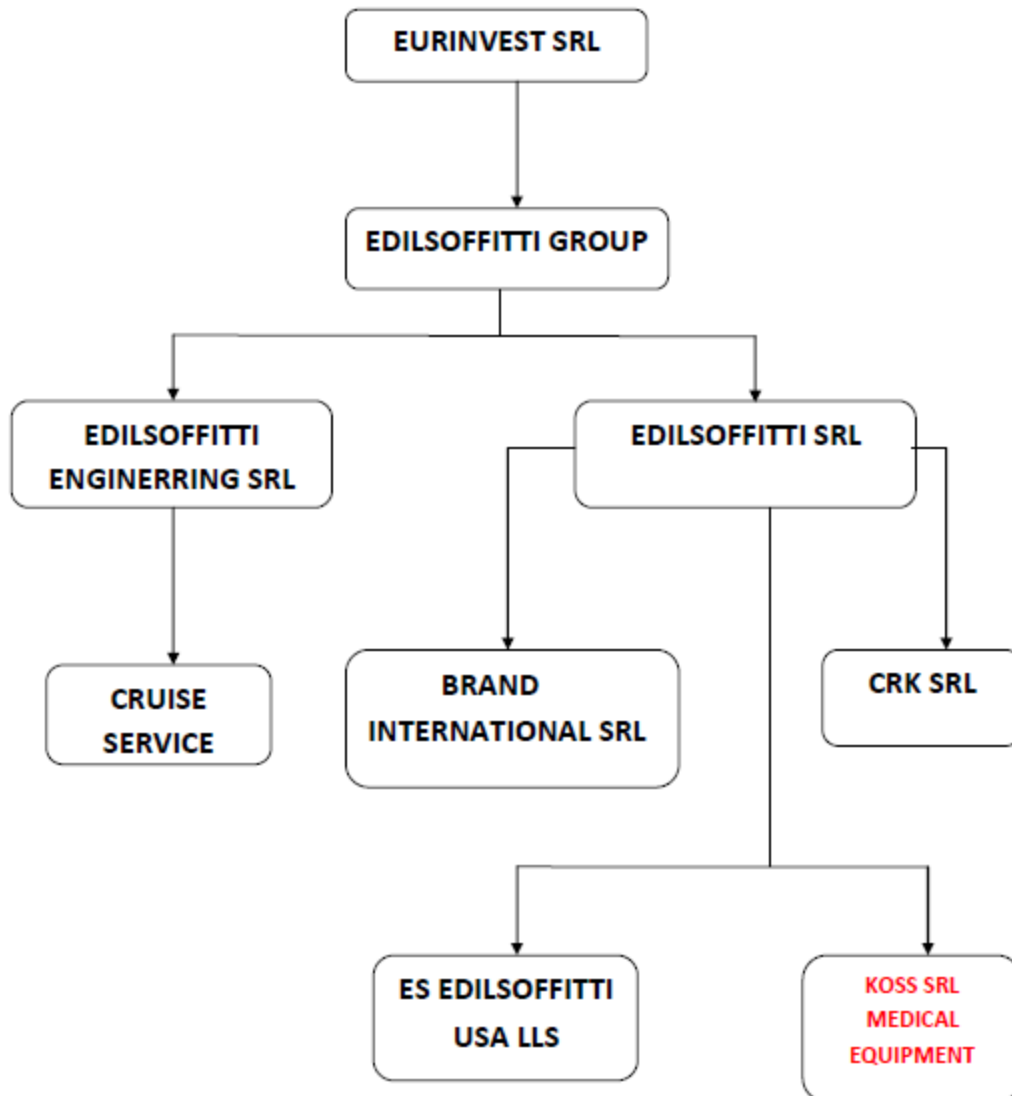 EURINVEST SRL
EDILSOFFITTI GROUP
EDILSOFFITTI
ENGINERRING SRL
EDILSOFFITTI SRL
CRUISE
SERVICE
BRAND
INTERNATIONAL SRL
CRK SRL
ES EDILSOFFITTI
USA LLS
KOSS SRL
MEDICAL
EQUIPMENT